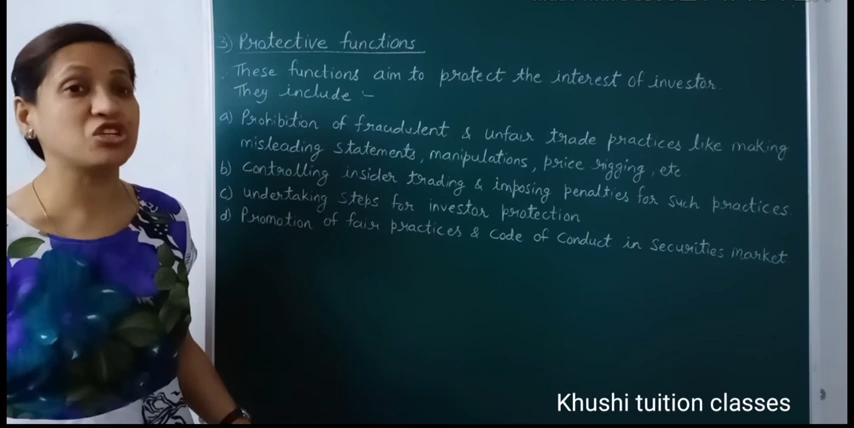 3) Protective functions
These functions aim to protect the interest of investor.
They include :-
a) Prohibition of fraudulent & unfair trade practices like making
misleading statements, manipulations, price rigging, etc
b) Controlling insider trading & imposing penalties for such practices
c) undertaking steps for investor protection
d) Promotion of fair practices & Code of Conduct in securities market
Khushi tuition classes